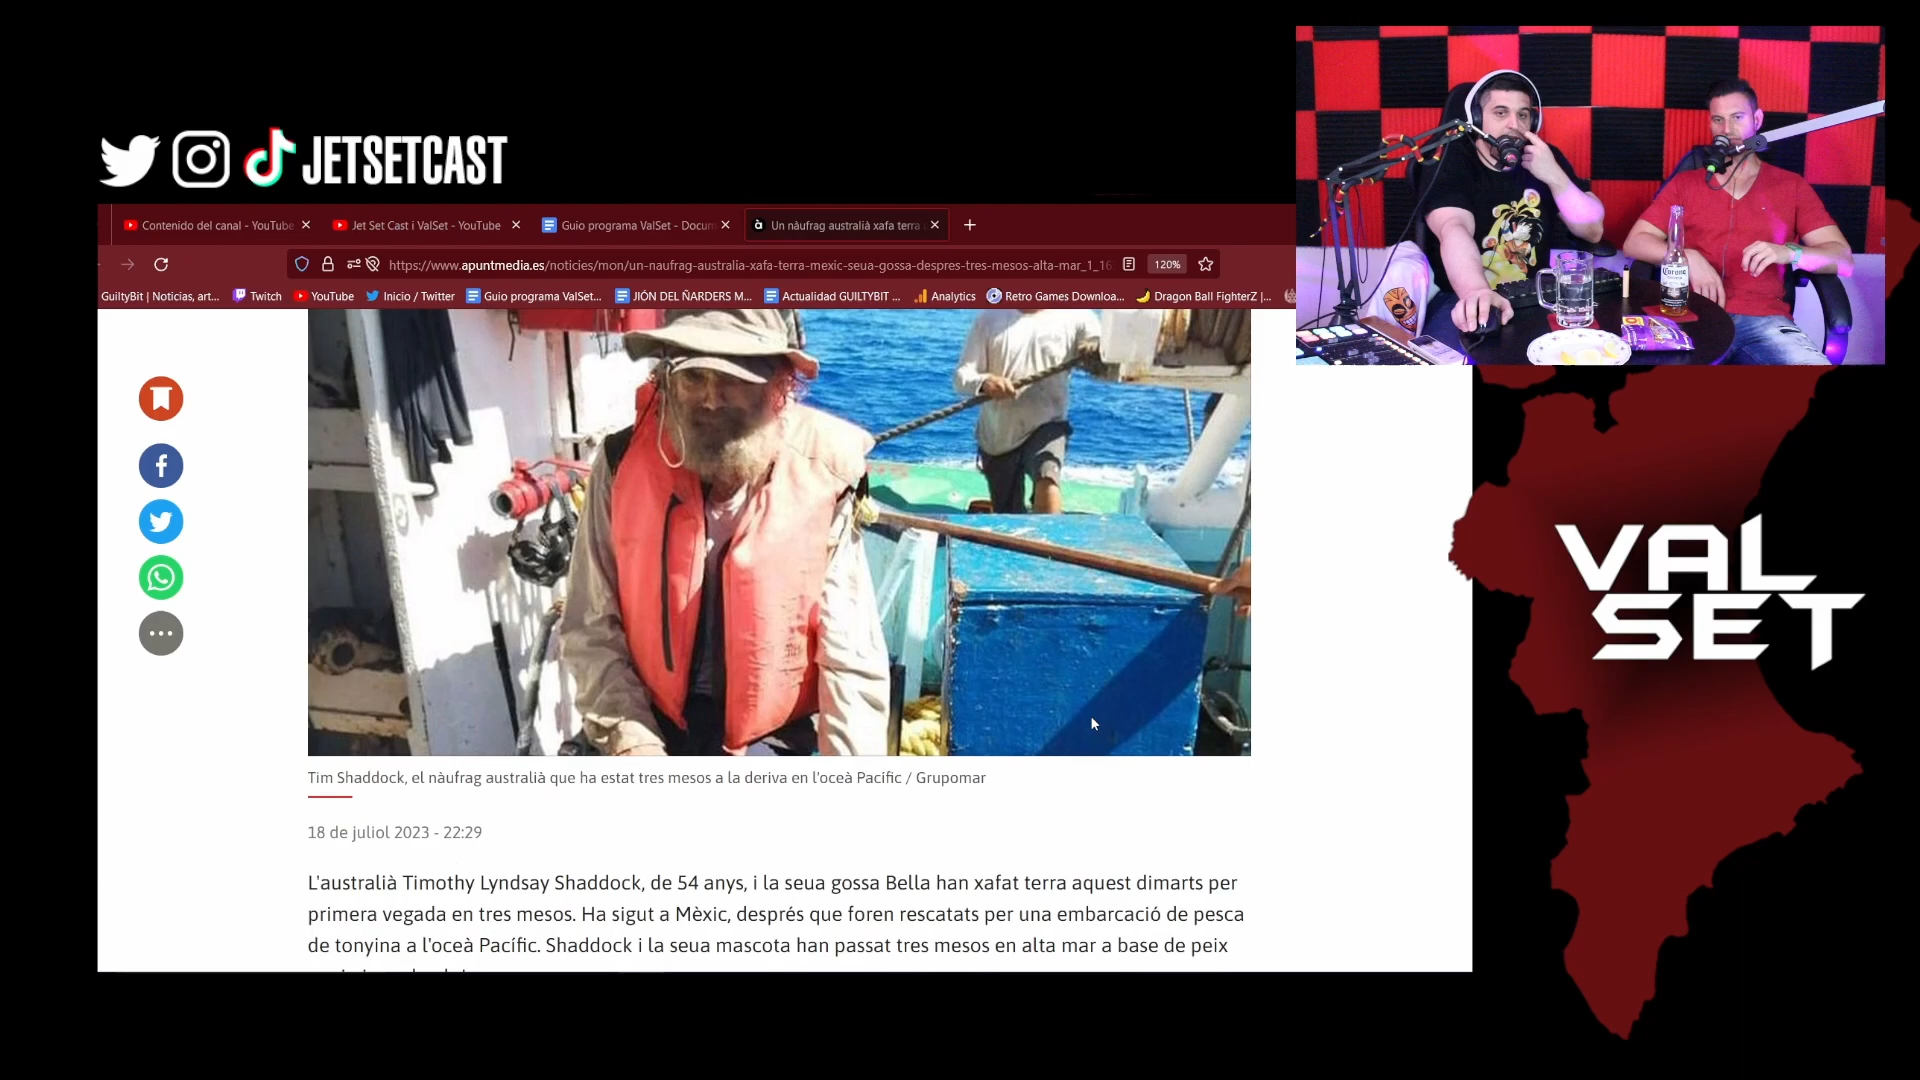 JETSETCAST
Contenido del canal - YouTube
Jet Set Cast i ValSet - YouTube
Guio programa ValSet - Docum
Un nàufrag australià xafa terra
https://www.apuntmedia.es/noticies/mon/un-naufrag-australia-xafa-terra-mexic-seua-gossa-despres-tres-mesos-alta-mar_1_16
120%
GuiltyBit | Noticias, art...
Twitch
YouTube
Inicio / Twitter
Guio programa ValSet...
JIÓN DEL ÑARDERS M...
Actualidad GUILTYBIT ...
Analytics
Retro Games Downloa...
Dragon Ball FighterZ |...
Corona
VAL
SET
Tim Shaddock, el nàufrag australià que ha estat tres mesos a la deriva en l'oceà Pacífic / Grupomar
18 de juliol 2023 - 22:29
L'australià Timothy Lyndsay Shaddock, de 54 anys, i la seua gossa Bella han xafat terra aquest dimarts per
primera vegada en tres mesos. Ha sigut a Mèxic, després que foren rescatats per una embarcació de pesca
de tonyina a l'oceà Pacífic. Shaddock i la seua mascota han passat tres mesos en alta mar a base de peix